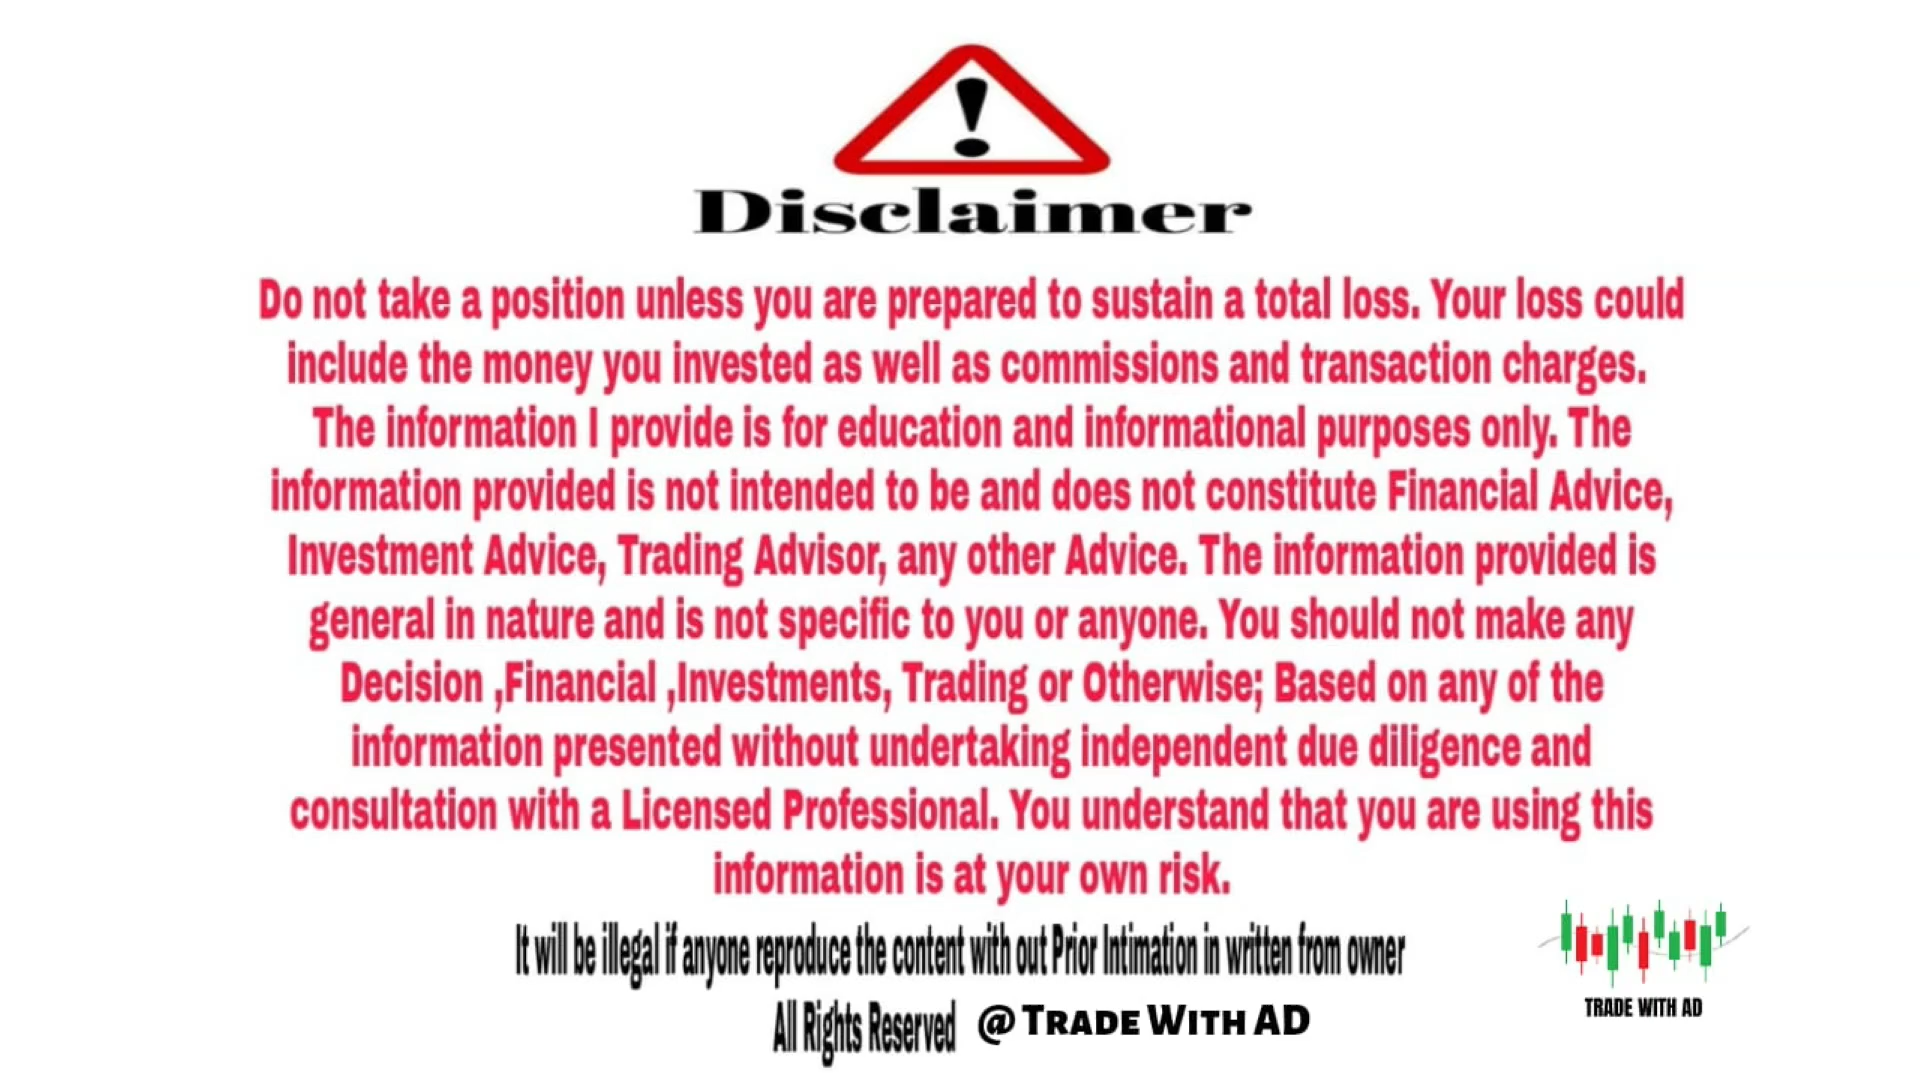 Disclaimer
Do not take a position unless you are prepared to sustain a total loss. Your loss could
include the money you invested as well as commissions and transaction charges.
The information I provide is for education and informational purposes only. The
information provided is not intended to be and does not constitute Financial Advice,
Investment Advice, Trading Advisor, any other Advice. The information provided is
general in nature and is not specific to you or anyone. You should not make any
Decision ,Financial ,Investments, Trading or Otherwise; Based on any of the
information presented without undertaking independent due diligence and
consultation with a Licensed Professional. You understand that you are using this
information is at your own risk.
It will be illegal if anyone reproduce the content with out Prior Intimation in written from owner
All Rights Reserved @ TRADE WITH AD
TRADE WITH AD